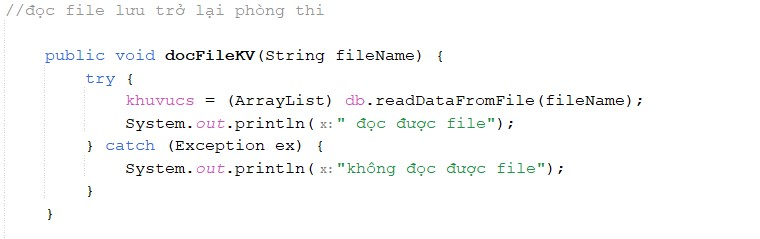 //đọc file lưu trở lại phòng thi
public void docFileKV(String fileName) {
try {
khuvucs = (ArrayList) db.readDataFromFile(fileName);
System.out.println( x: " đọc được file");
} catch (Exception ex) {
System.out.println( x: "không đọc được file");
}
}